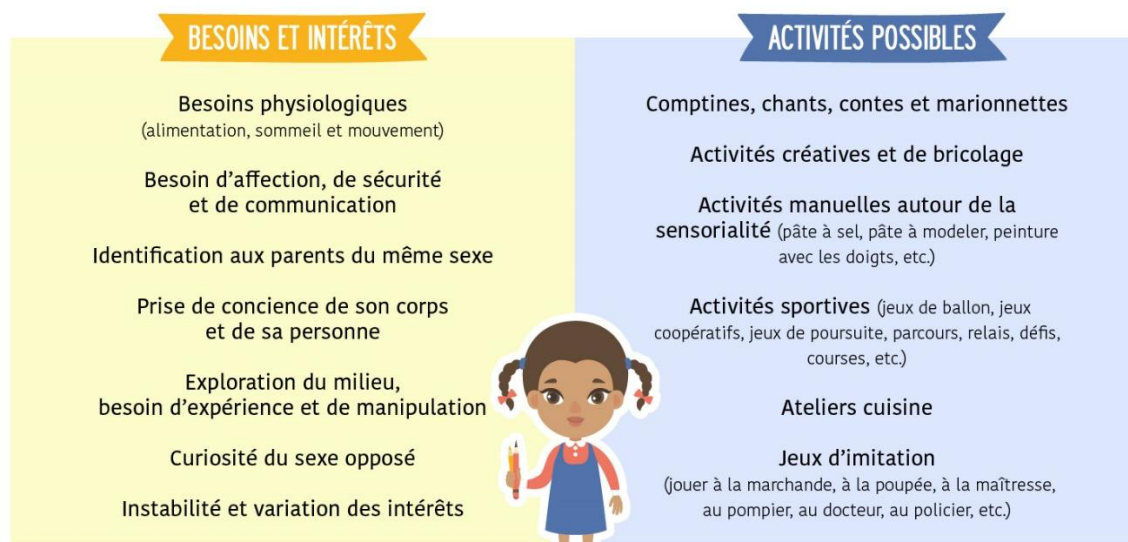 BESOINS ET INTÉRÊTS
Besoins physiologiques
(alimentation, sommeil et mouvement)
Besoin d’affection, de sécurité
et de communication
Identification aux parents du même sexe
Prise de concience de son corps
et de sa personne
Exploration du milieu,
besoin d’expérience et de manipulation
Curiosité du sexe opposé
Instabilité et variation des intérêts
ACTIVITÉS POSSIBLES
Comptines, chants, contes et marionnettes
Activités créatives et de bricolage
Activités manuelles autour de la
sensorialité (pâte à sel, pâte à modeler, peinture
avec les doigts, etc.)
Activités sportives (jeux de ballon, jeux
coopératifs, jeux de poursuite, parcours, relais, défis,
courses, etc.)
Ateliers cuisine
Jeux d’imitation
(jouer à la marchande, à la poupée, à la maîtresse,
au pompier, au docteur, au policier, etc.)